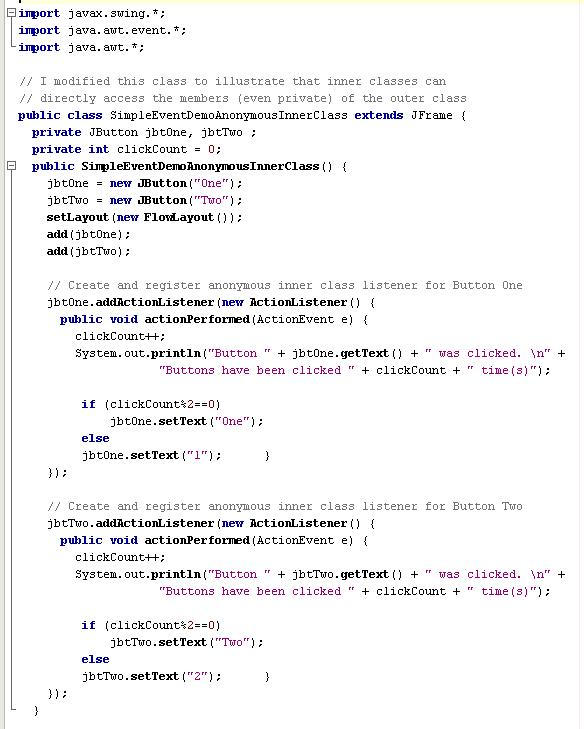 import javax.swing.*;
import java.awt.event.*;
import java.awt.*;

// I modified this class to illustrate that inner classes can
// directly access the members (even private) of the outer class
public class SimpleEventDemoAnonymousInnerClass extends JFrame {
  private JButton jbtOne, jbtTwo ;
  private int clickCount = 0;
  public SimpleEventDemoAnonymousInnerClass() {
    jbtOne = new JButton("One");
    jbtTwo = new JButton("Two");
    setLayout(new FlowLayout());
    add(jbtOne);
    add(jbtTwo);

    // Create and register anonymous inner class listener for Button One
    jbtOne.addActionListener(new ActionListener() {
      public void actionPerformed(ActionEvent e) {
        clickCount++;
        System.out.println("Button " + jbtOne.getText() + " was clicked. \n" +
                    "Buttons have been clicked " + clickCount + " time(s)");

         if (clickCount%2==0)
             jbtOne.setText("One");
         else
         jbtOne.setText("1");      }
    });

    // Create and register anonymous inner class listener for Button Two
    jbtTwo.addActionListener(new ActionListener() {
      public void actionPerformed(ActionEvent e) {
        clickCount++;
        System.out.println("Button " + jbtTwo.getText() + " was clicked. \n" +
                    "Buttons have been clicked " + clickCount + " time(s)");

         if (clickCount%2==0)
             jbtTwo.setText("Two");
         else
         jbtTwo.setText("2");      }
    });
  }